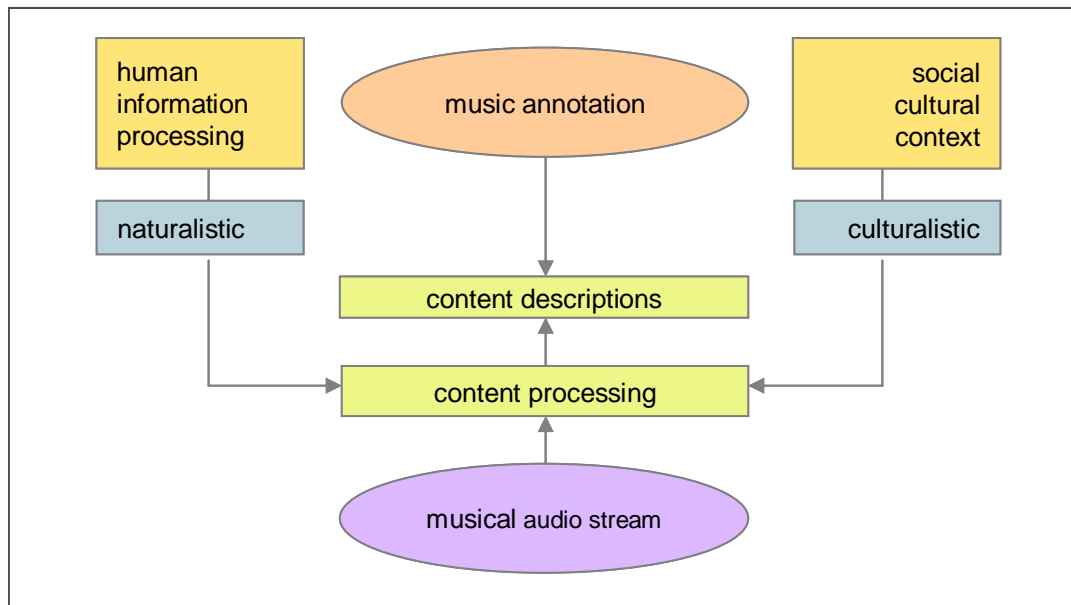 human
information
processing
music annotation
social
cultural
context
naturalistic
culturalistic
content descriptions
content processing
musical audio stream